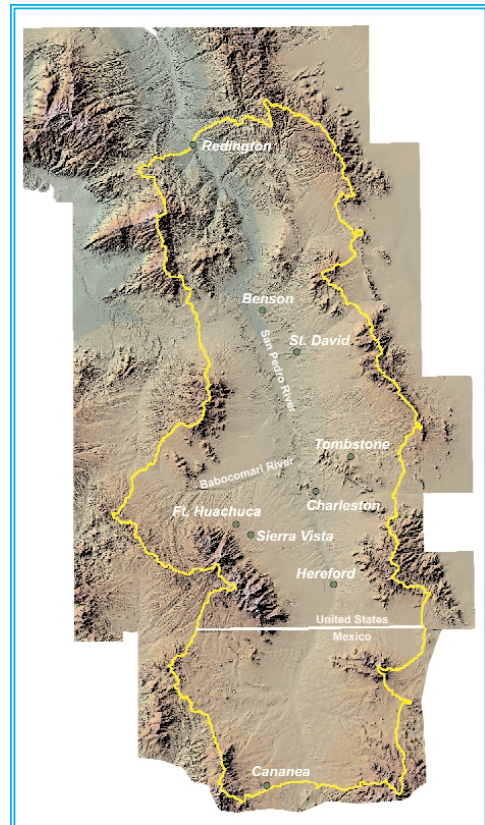 Redington
Benson
San Pedro River
St. David
Tombstone
Babocomari River
Charleston
Ft. Huachuca
Sierra Vista
Hereford
United States
Mexico
Cananea